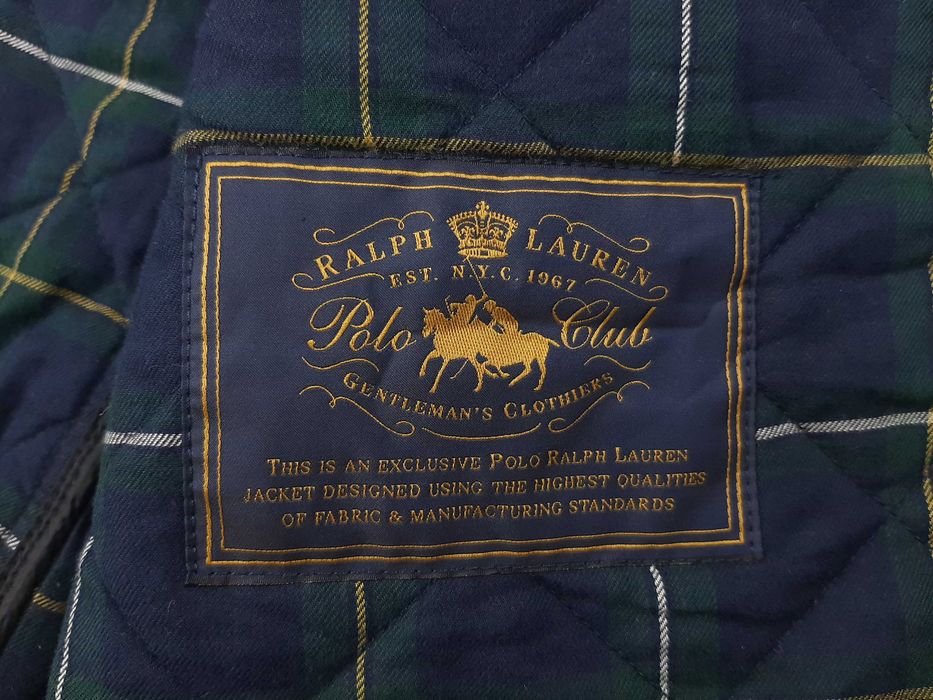 RALPH LAUREN
EST. N.Y.C. 1967
Polo Club
GENTLEMAN'S CLOTHIERS
THIS IS AN EXCLUSIVE POLO RALPH LAUREN
JACKET DESIGNED USING THE HIGHEST QUALITIES
OF FABRIC & MANUFACTURING STANDARDS